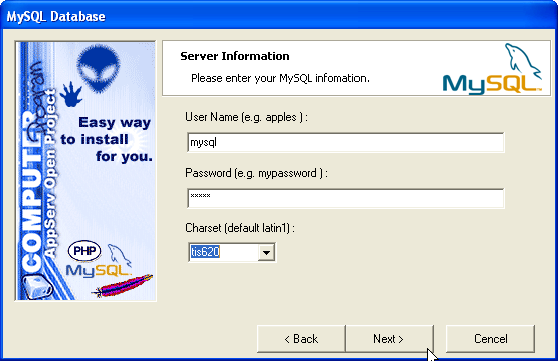 MySQL Database
Server Information
Please enter your MySQL infomation.
MySQL
COMPUTER
Program
AppServ Open Project
Easy way
to install
for you.
PHP
MySQL
User Name (e.g. apples ) :
mysql
Password (e.g. mypassword ) :
*****
Charset (default latin1) :
tis620
< Back
Next >
Cencel